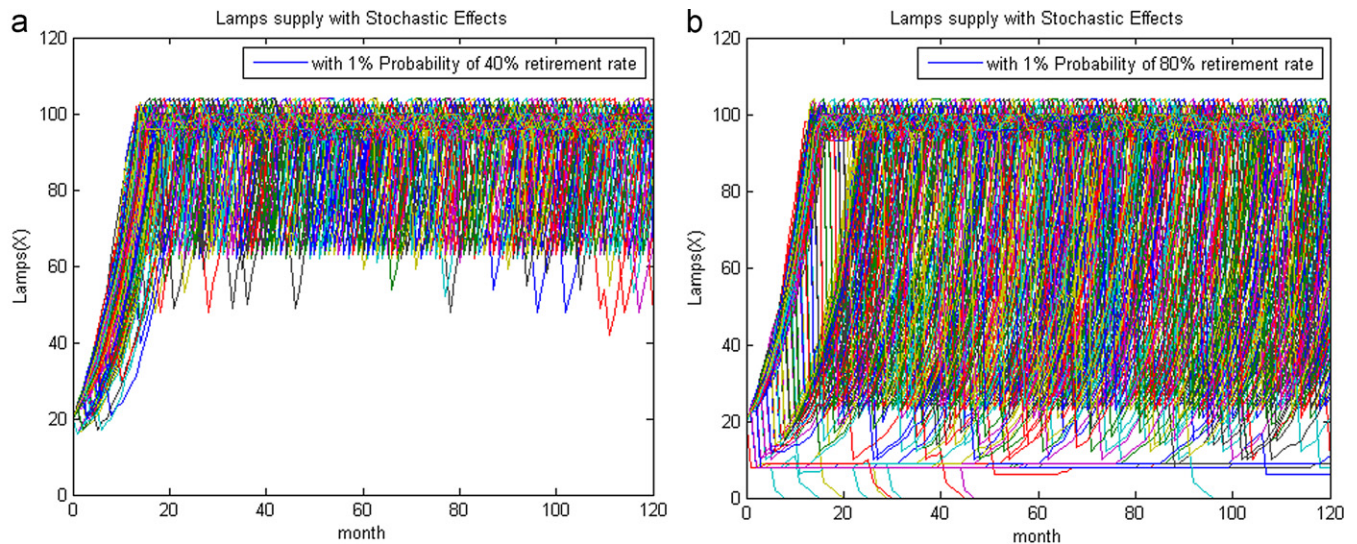 a
Lamps supply with Stochastic Effects
120
100
80
60
40
20
0
Lamps(X)
with 1% Probability of 40% retirement rate
0 20 40 60 80 100 120
month
b
Lamps supply with Stochastic Effects
120
100
80
60
40
20
0
Lamps(X)
with 1% Probability of 80% retirement rate
0 20 40 60 80 100 120
month